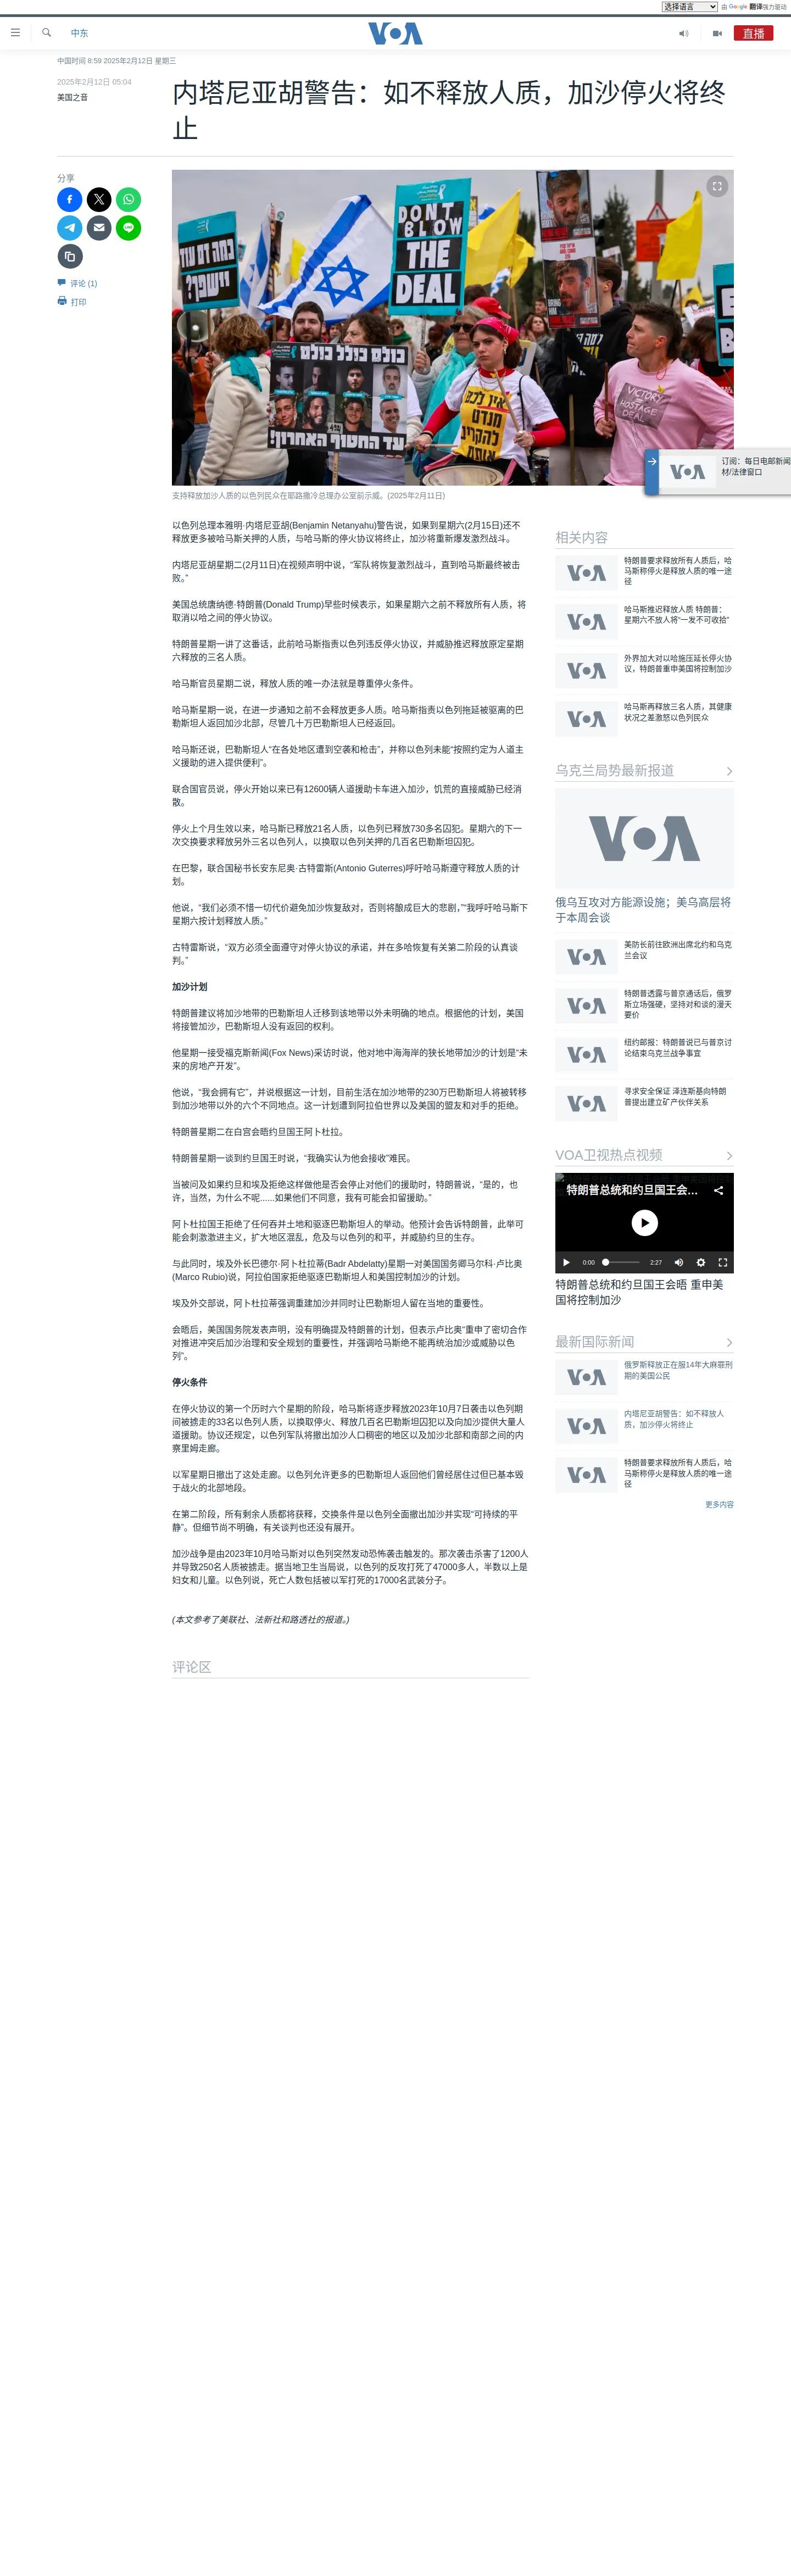 选择语言 由 Google 翻译强力驱动
中东
VOA
直播
中国时间 8:59 2025年2月12日 星期三
2025年2月12日 05:04
美国之音
内塔尼亚胡警告：如不释放人质，加沙停火将终
止
分享
评论 (1)
打印
DON'T
BLOW
THE
DEAL
כולם בגלל כולם
עד החטוף האחרון!
VICTORY
HOSTAGE
DEAL
订阅：每日电邮新闻
材/法律窗口
支持释放加沙人质的以色列民众在耶路撒冷总理办公室前示威。(2025年2月11日)
以色列总理本雅明·内塔尼亚胡(Benjamin Netanyahu)警告说，如果到星期六(2月15日)还不
释放更多被哈马斯关押的人质，与哈马斯的停火协议将终止，加沙将重新爆发激烈战斗。
内塔尼亚胡星期二(2月11日)在视频声明中说，“军队将恢复激烈战斗，直到哈马斯最终被击
败。”
美国总统唐纳德·特朗普(Donald Trump)早些时候表示，如果星期六之前不释放所有人质，将
取消以哈之间的停火协议。
特朗普星期一讲了这番话，此前哈马斯指责以色列违反停火协议，并威胁推迟释放原定星期
六释放的三名人质。
哈马斯官员星期二说，释放人质的唯一办法就是尊重停火条件。
哈马斯星期一说，在进一步通知之前不会释放更多人质。哈马斯指责以色列拖延被驱离的巴
勒斯坦人返回加沙北部，尽管几十万巴勒斯坦人已经返回。
哈马斯还说，巴勒斯坦人“在各处地区遭到空袭和枪击”，并称以色列未能“按照约定为人道主
义援助的进入提供便利”。
联合国官员说，停火开始以来已有12600辆人道援助卡车进入加沙，饥荒的直接威胁已经消
散。
停火上个月生效以来，哈马斯已释放21名人质，以色列已释放730多名囚犯。星期六的下一
次交换要求释放另外三名以色列人，以换取以色列关押的几百名巴勒斯坦囚犯。
在巴黎，联合国秘书长安东尼奥·古特雷斯(Antonio Guterres)呼吁哈马斯遵守释放人质的计
划。
他说，“我们必须不惜一切代价避免加沙恢复敌对，否则将酿成巨大的悲剧，”“我呼吁哈马斯下
星期六按计划释放人质。”
古特雷斯说，“双方必须全面遵守对停火协议的承诺，并在多哈恢复有关第二阶段的认真谈
判。”
加沙计划
特朗普建议将加沙地带的巴勒斯坦人迁移到该地带以外未明确的地点。根据他的计划，美国
将接管加沙，巴勒斯坦人没有返回的权利。
他星期一接受福克斯新闻(Fox News)采访时说，他对地中海海岸的狭长地带加沙的计划是“未
来的房地产开发”。
他说，“我会拥有它”，并说根据这一计划，目前生活在加沙地带的230万巴勒斯坦人将被转移
到加沙地带以外的六个不同地点。这一计划遭到阿拉伯世界以及美国的盟友和对手的拒绝。
特朗普星期二在白宫会晤约旦国王阿卜杜拉。
特朗普星期一谈到约旦国王时说，“我确实认为他会接收”难民。
当被问及如果约旦和埃及拒绝这样做他是否会停止对他们的援助时，特朗普说，“是的，也
许，当然，为什么不呢......如果他们不同意，我有可能会扣留援助。”
阿卜杜拉国王拒绝了任何吞并土地和驱逐巴勒斯坦人的举动。他预计会告诉特朗普，此举可
能会刺激激进主义，扩大地区混乱，危及与以色列的和平，并威胁约旦的生存。
与此同时，埃及外长巴德尔·阿卜杜拉蒂(Badr Abdelatty)星期一对美国国务卿马尔科·卢比奥
(Marco Rubio)说，阿拉伯国家拒绝驱逐巴勒斯坦人和美国控制加沙的计划。
埃及外交部说，阿卜杜拉蒂强调重建加沙并同时让巴勒斯坦人留在当地的重要性。
会晤后，美国国务院发表声明，没有明确提及特朗普的计划，但表示卢比奥“重申了密切合作
对推进冲突后加沙治理和安全规划的重要性，并强调哈马斯绝不能再统治加沙或威胁以色
列”。
停火条件
在停火协议的第一个历时六个星期的阶段，哈马斯将逐步释放2023年10月7日袭击以色列期
间被掳走的33名以色列人质，以换取停火、释放几百名巴勒斯坦囚犯以及向加沙提供大量人
道援助。协议还规定，以色列军队将撤出加沙人口稠密的地区以及加沙北部和南部之间的内
察里姆走廊。
以军星期日撤出了这处走廊。以色列允许更多的巴勒斯坦人返回他们曾经居住过但已基本毁
于战火的北部地段。
在第二阶段，所有剩余人质都将获释，交换条件是以色列全面撤出加沙并实现“可持续的平
静”。但细节尚不明确，有关谈判也还没有展开。
加沙战争是由2023年10月哈马斯对以色列突然发动恐怖袭击触发的。那次袭击杀害了1200人
并导致250名人质被掳走。据当地卫生当局说，以色列的反攻打死了47000多人，半数以上是
妇女和儿童。以色列说，死亡人数包括被以军打死的17000名武装分子。
(本文参考了美联社、法新社和路透社的报道。)
评论区
相关内容
特朗普要求释放所有人质后，哈
马斯称停火是释放人质的唯一途
径
哈马斯推迟释放人质 特朗普：
星期六不放人将“一发不可收拾”
外界加大对以哈施压延长停火协
议，特朗普重申美国将控制加沙
哈马斯再释放三名人质，其健康
状况之差激怒以色列民众
乌克兰局势最新报道
俄乌互攻对方能源设施；美乌高层将
于本周会谈
美防长前往欧洲出席北约和乌克
兰会议
特朗普透露与普京通话后，俄罗
斯立场强硬，坚持对和谈的漫天
要价
纽约邮报：特朗普说已与普京讨
论结束乌克兰战争事宜
寻求安全保证 泽连斯基向特朗
普提出建立矿产伙伴关系
VOA卫视热点视频
特朗普总统和约旦国王会...
0:00 2:27
特朗普总统和约旦国王会晤 重申美
国将控制加沙
最新国际新闻
俄罗斯释放正在服14年大麻罪刑
期的美国公民
内塔尼亚胡警告：如不释放人
质，加沙停火将终止
特朗普要求释放所有人质后，哈
马斯称停火是释放人质的唯一途
径
更多内容